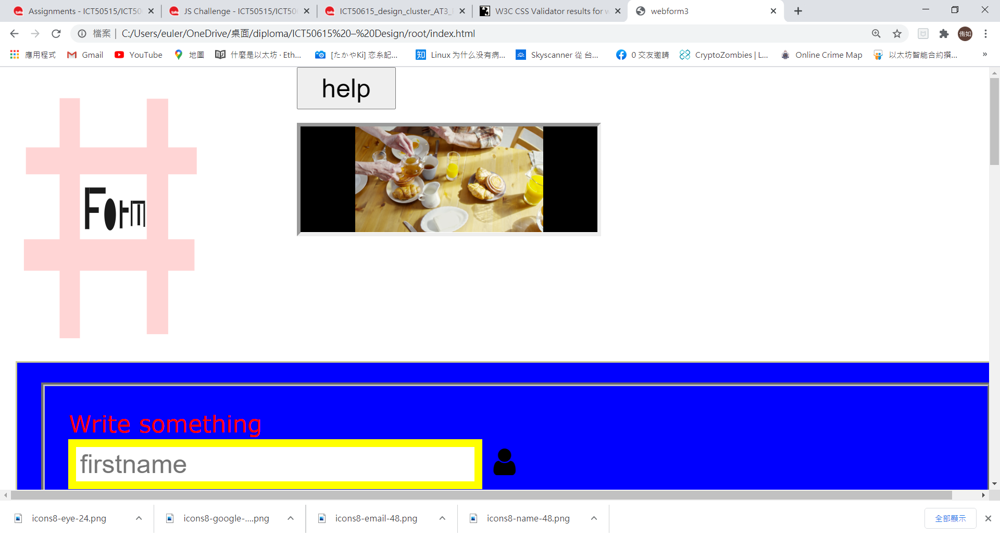 Assignments - ICT50515/ICT50
JS Challenge - ICT50515/ICT50
ICT50615_design_cluster_AT3_
W3C CSS Validator results for w
webform3
檔案 | C:/Users/euler/OneDrive/桌面/diploma/ICT50615%20–%20Design/root/index.html
侑如
應用程式
Gmail
YouTube
地圖
什麼是以太坊 · Eth...
[たかやKi] 恋系記...
知
Linux 为什么没有病...
Skyscanner 從 台...
0 交友邀請
CryptoZombies | L...
Online Crime Map
以太坊智能合約撰...
»
help
Form
Write something
firstname
icons8-eye-24.png
icons8-google-....png
icons8-email-48.png
icons8-name-48.png
全部顯示